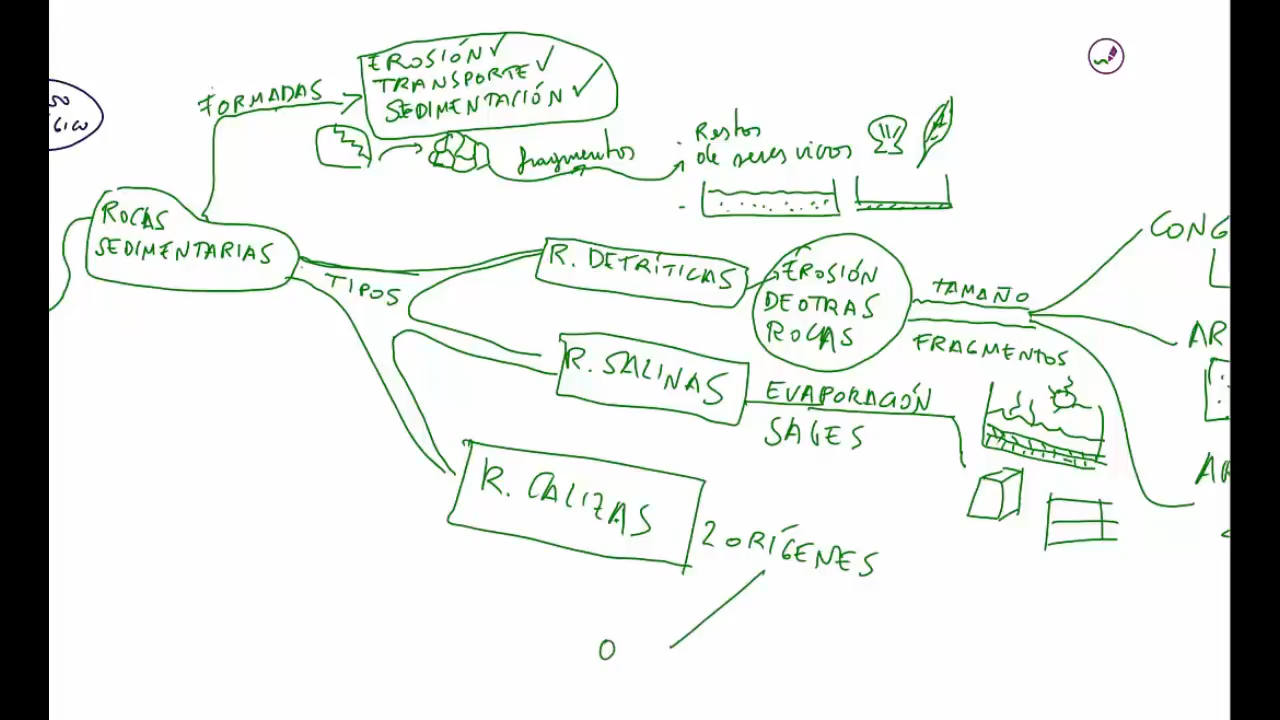 FORMADAS
EROSIÓN ✓
TRANSPORTE ✓
SEDIMENTACIÓN ✓
fragmentos
Restos
de seres vivos
ROCAS
SEDIMENTARIAS
TIPOS
R. DETRÍTICAS
EROSIÓN
DE OTRAS
ROCAS
TAMAÑO
FRAGMENTOS
CONG
AR
R. SALINAS
EVAPORACIÓN
SALES
AR
R. CALIZAS
2 ORÍGENES
O